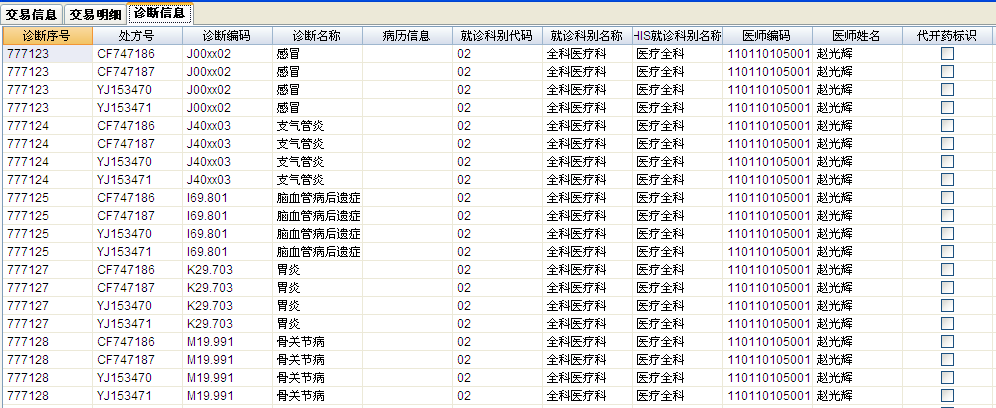 交易信息 交易明细 诊断信息
诊断序号 处方号 诊断编码 诊断名称 病历信息 就诊科别代码 就诊科别名称 HIS就诊科别名称 医师编码 医师姓名 代开药标识
777123 CF747186 J00xx02 感冒 02 全科医疗科 医疗全科 110110105001 赵光辉
777123 CF747187 J00xx02 感冒 02 全科医疗科 医疗全科 110110105001 赵光辉
777123 YJ153470 J00xx02 感冒 02 全科医疗科 医疗全科 110110105001 赵光辉
777123 YJ153471 J00xx02 感冒 02 全科医疗科 医疗全科 110110105001 赵光辉
777124 CF747186 J40xx03 支气管炎 02 全科医疗科 医疗全科 110110105001 赵光辉
777124 CF747187 J40xx03 支气管炎 02 全科医疗科 医疗全科 110110105001 赵光辉
777124 YJ153470 J40xx03 支气管炎 02 全科医疗科 医疗全科 110110105001 赵光辉
777124 YJ153471 J40xx03 支气管炎 02 全科医疗科 医疗全科 110110105001 赵光辉
777125 CF747186 I69.801 脑血管病后遗症 02 全科医疗科 医疗全科 110110105001 赵光辉
777125 CF747187 I69.801 脑血管病后遗症 02 全科医疗科 医疗全科 110110105001 赵光辉
777125 YJ153470 I69.801 脑血管病后遗症 02 全科医疗科 医疗全科 110110105001 赵光辉
777125 YJ153471 I69.801 脑血管病后遗症 02 全科医疗科 医疗全科 110110105001 赵光辉
777127 CF747186 K29.703 胃炎 02 全科医疗科 医疗全科 110110105001 赵光辉
777127 CF747187 K29.703 胃炎 02 全科医疗科 医疗全科 110110105001 赵光辉
777127 YJ153470 K29.703 胃炎 02 全科医疗科 医疗全科 110110105001 赵光辉
777127 YJ153471 K29.703 胃炎 02 全科医疗科 医疗全科 110110105001 赵光辉
777128 CF747186 M19.991 骨关节病 02 全科医疗科 医疗全科 110110105001 赵光辉
777128 CF747187 M19.991 骨关节病 02 全科医疗科 医疗全科 110110105001 赵光辉
777128 YJ153470 M19.991 骨关节病 02 全科医疗科 医疗全科 110110105001 赵光辉
777128 YJ153471 M19.991 骨关节病 02 全科医疗科 医疗全科 110110105001 赵光辉